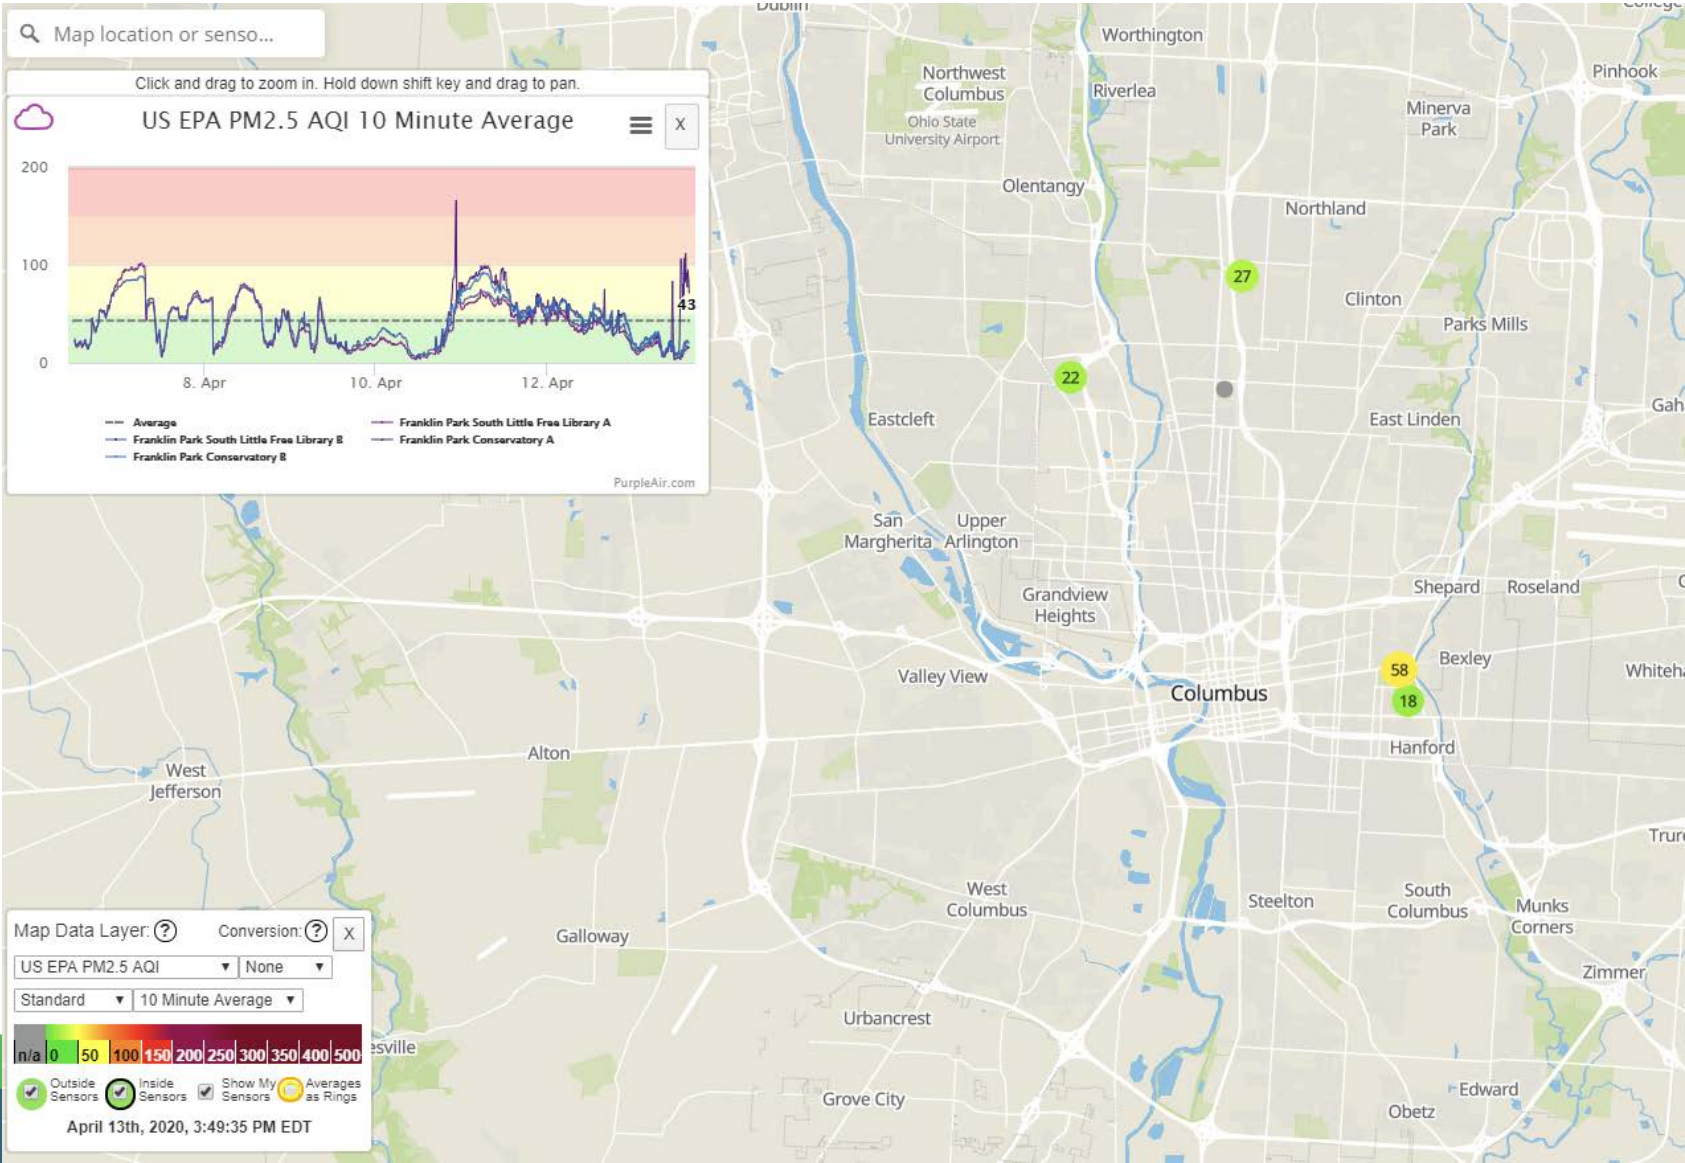 Map location or senso...
Click and drag to zoom in. Hold down shift key and drag to pan.
US EPA PM2.5 AQI 10 Minute Average
X
200
100
0
43
8. Apr
10. Apr
12. Apr
Average
Franklin Park South Little Free Library A
Franklin Park South Little Free Library B
Franklin Park Conservatory A
Franklin Park Conservatory B
PurpleAir.com
Dublin
Worthington
Pinhook
Northwest
Columbus
Riverlea
Minerva
Park
Ohio State
University Airport
Olentangy
Northland
27
Clinton
Parks Mills
22
Eastcleft
East Linden
San
Margherita
Upper
Arlington
Grandview
Heights
Shepard
Roseland
58
Bexley
Valley View
Columbus
18
Hanford
Alton
West
Jefferson
West
Columbus
Steelton
South
Columbus
Munks
Corners
Galloway
Zimmer
Urbancrest
esville
Grove City
Edward
Obetz
Map Data Layer: ?
Conversion: ?
X
US EPA PM2.5 AQI
None
Standard
10 Minute Average
n/a 0 50 100 150 200 250 300 350 400 500
Outside
Sensors
Inside
Sensors
Show My
Sensors
Averages
as Rings
April 13th, 2020, 3:49:35 PM EDT